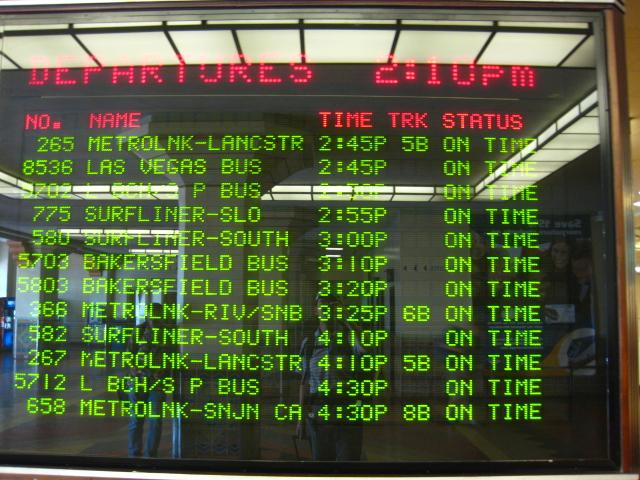 DEPARTURES 2:10pm
NO. NAME TIME TRK STATUS
265 METROLNK-LANCSTR 2:45P 5B ON TIME
8536 LAS VEGAS BUS 2:45P ON TIME
L BCH/S P BUS ON TIME
775 SURFLINER-SLO 2:55P ON TIME
580 SURFLINER-SOUTH 3:00P ON TIME
5703 BAKERSFIELD BUS 3:10P ON TIME
5803 BAKERSFIELD BUS 3:20P ON TIME
366 METROLNK-RIV/SNB 3:25P 6B ON TIME
582 SURFLINER-SOUTH 4:10P ON TIME
267 METROLNK-LANCSTR 4:10P 5B ON TIME
5712 L BCH/S P BUS 4:30P ON TIME
658 METROLNK-SNJN CA 4:30P 8B ON TIME